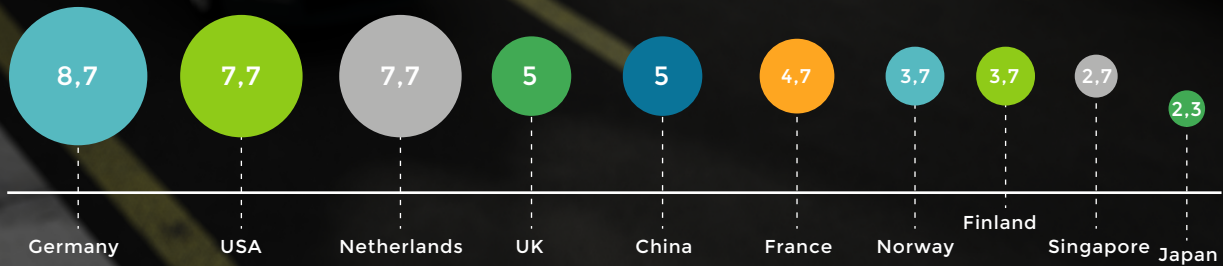 8,7
7,7
7,7
5
5
4,7
3,7
3,7
2,7
2,3
Germany
USA
Netherlands
UK
China
France
Norway
Finland
Singapore
Japan